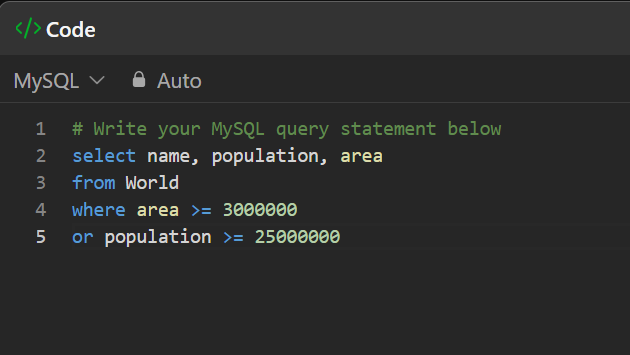 </> Code
MySQL Auto
1 # Write your MySQL query statement below
2 select name, population, area
3 from World
4 where area >= 3000000
5 or population >= 25000000